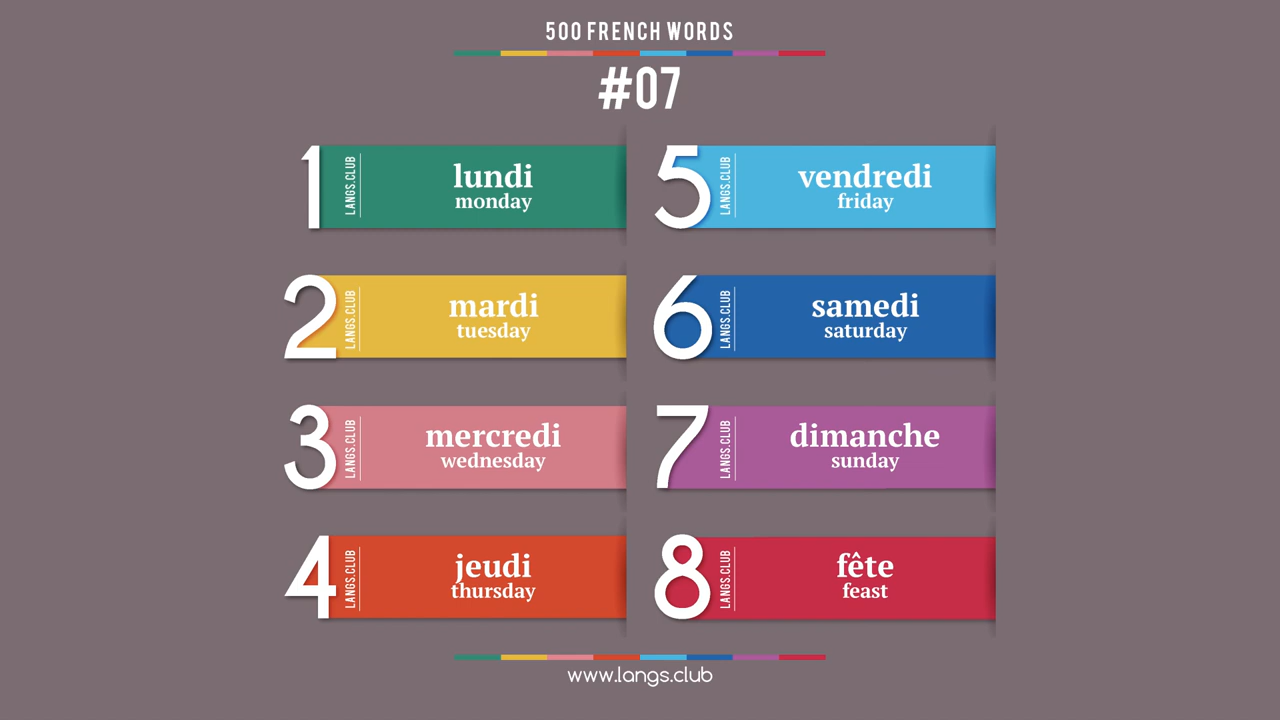 500 FRENCH WORDS
#07
1
LANGS.CLUB
lundi
monday
2
LANGS.CLUB
mardi
tuesday
3
LANGS.CLUB
mercredi
wednesday
4
LANGS.CLUB
jeudi
thursday
5
LANGS.CLUB
vendredi
friday
6
LANGS.CLUB
samedi
saturday
7
LANGS.CLUB
dimanche
sunday
8
LANGS.CLUB
fête
feast
www.langs.club